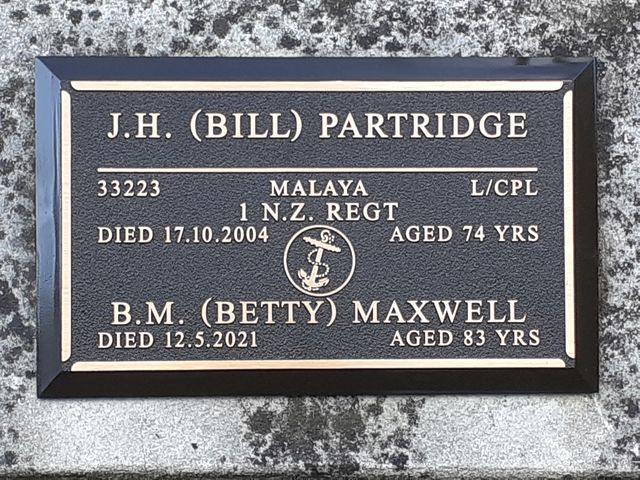 J.H. (BILL) PARTRIDGE
33223 MALAYA L/CPL
1 N.Z. REGT
DIED 17.10.2004 AGED 74 YRS
B.M. (BETTY) MAXWELL
DIED 12.5.2021 AGED 83 YRS